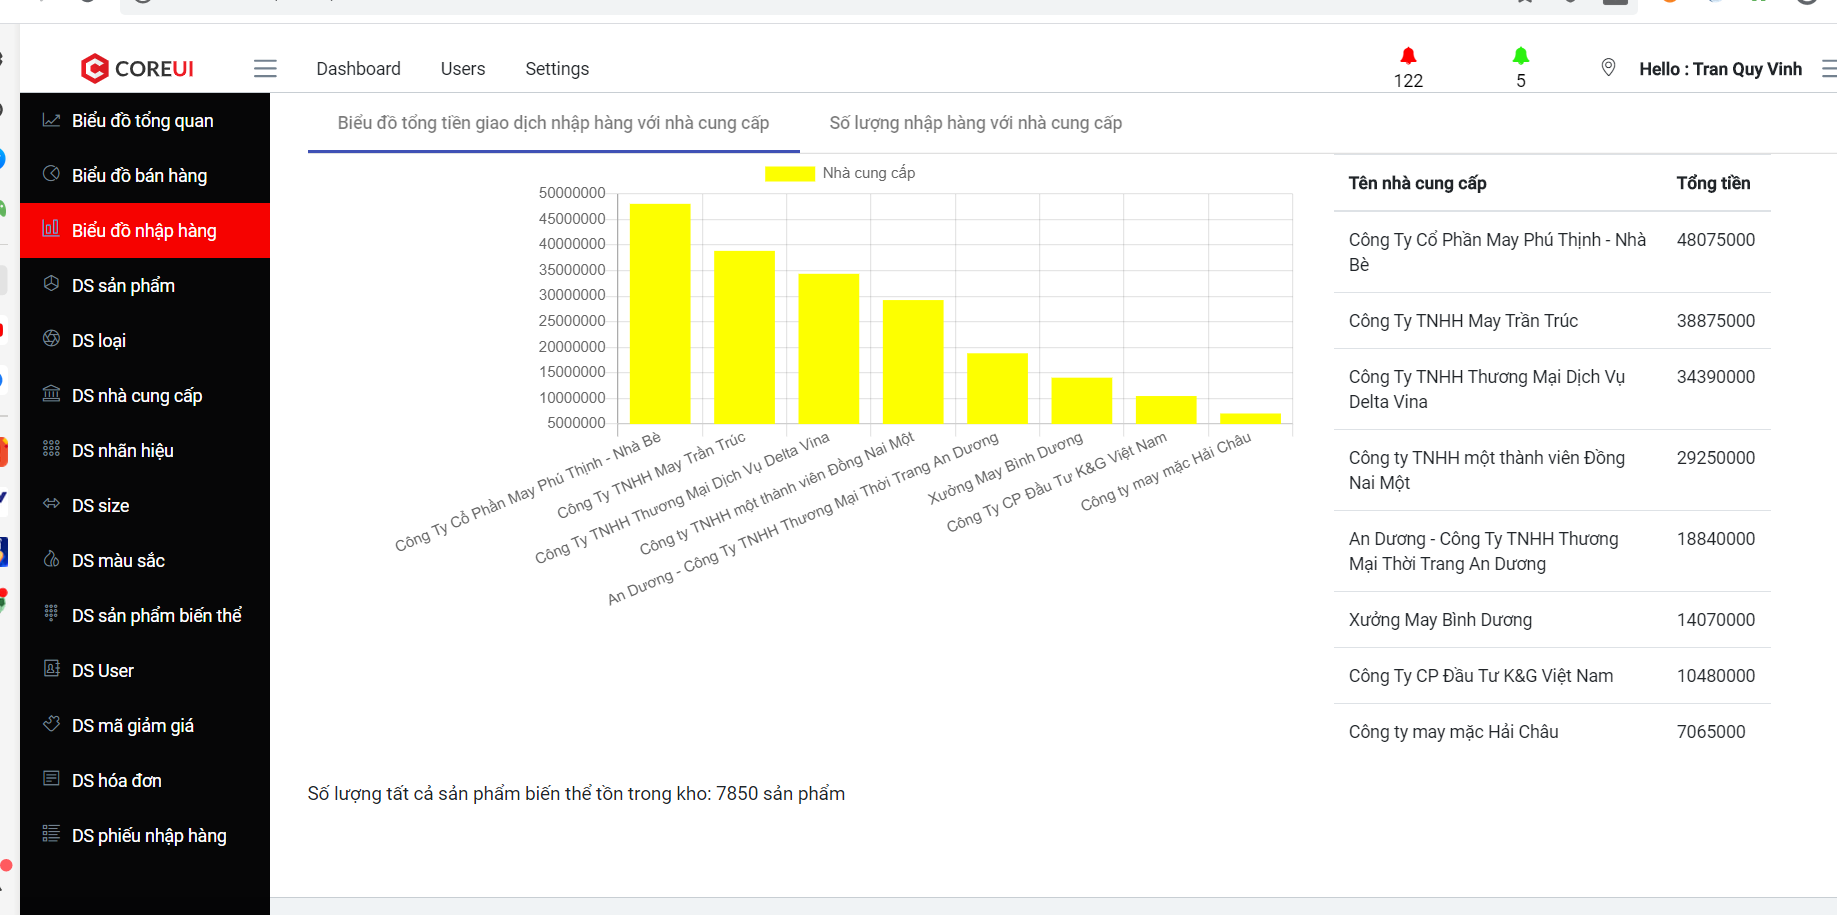 COREUI
Dashboard
Users
Settings
122
5
Hello : Tran Quy Vinh
Biểu đồ tổng quan
Biểu đồ bán hàng
Biểu đồ nhập hàng
DS sản phẩm
DS loại
DS nhà cung cấp
DS nhãn hiệu
DS size
DS màu sắc
DS sản phẩm biến thể
DS User
DS mã giảm giá
DS hóa đơn
DS phiếu nhập hàng
Biểu đồ tổng tiền giao dịch nhập hàng với nhà cung cấp
Số lượng nhập hàng với nhà cung cấp
Nhà cung cấp
50000000
45000000
40000000
35000000
30000000
25000000
20000000
15000000
10000000
5000000
Công Ty Cổ Phần May Phú Thịnh - Nhà Bè
Công Ty TNHH May Trần Trúc
Công Ty TNHH Thương Mại Dịch Vụ Delta Vina
Công ty TNHH một thành viên Đồng Nai Một
An Dương - Công Ty TNHH Thương Mại Thời Trang An Dương
Xưởng May Bình Dương
Công Ty CP Đầu Tư K&G Việt Nam
Công ty may mặc Hải Châu
Tên nhà cung cấp
Tổng tiền
Công Ty Cổ Phần May Phú Thịnh - Nhà
Bè
48075000
Công Ty TNHH May Trần Trúc
38875000
Công Ty TNHH Thương Mại Dịch Vụ
Delta Vina
34390000
Công ty TNHH một thành viên Đồng
Nai Một
29250000
An Dương - Công Ty TNHH Thương
Mại Thời Trang An Dương
18840000
Xưởng May Bình Dương
14070000
Công Ty CP Đầu Tư K&G Việt Nam
10480000
Công ty may mặc Hải Châu
7065000
Số lượng tất cả sản phẩm biến thể tồn trong kho: 7850 sản phẩm